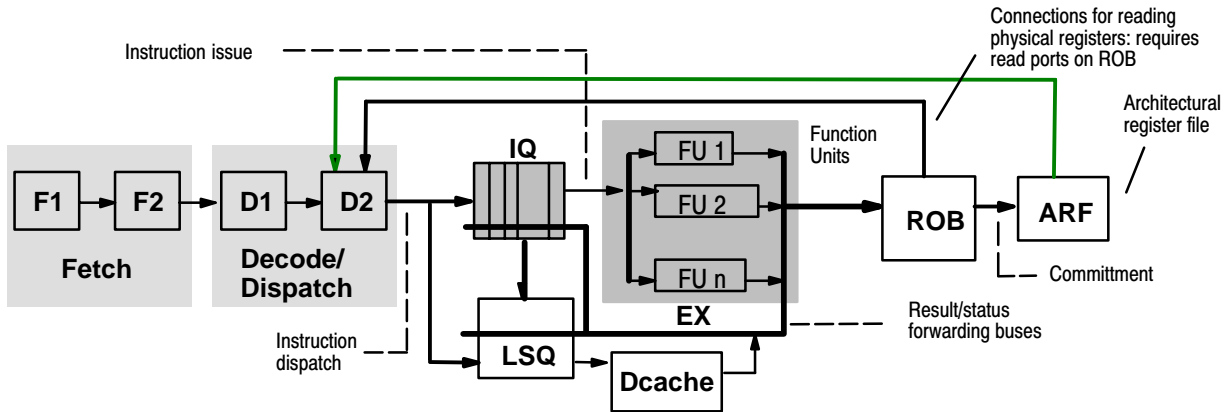 Connections for reading
physical registers: requires
read ports on ROB
Instruction issue
Architectural
register file
Function
Units
IQ
FU 1
F1
F2
D1
D2
FU 2
ROB
ARF
Fetch
Decode/
Dispatch
FU n
Committment
EX
Result/status
forwarding buses
Instruction
dispatch
LSQ
Dcache